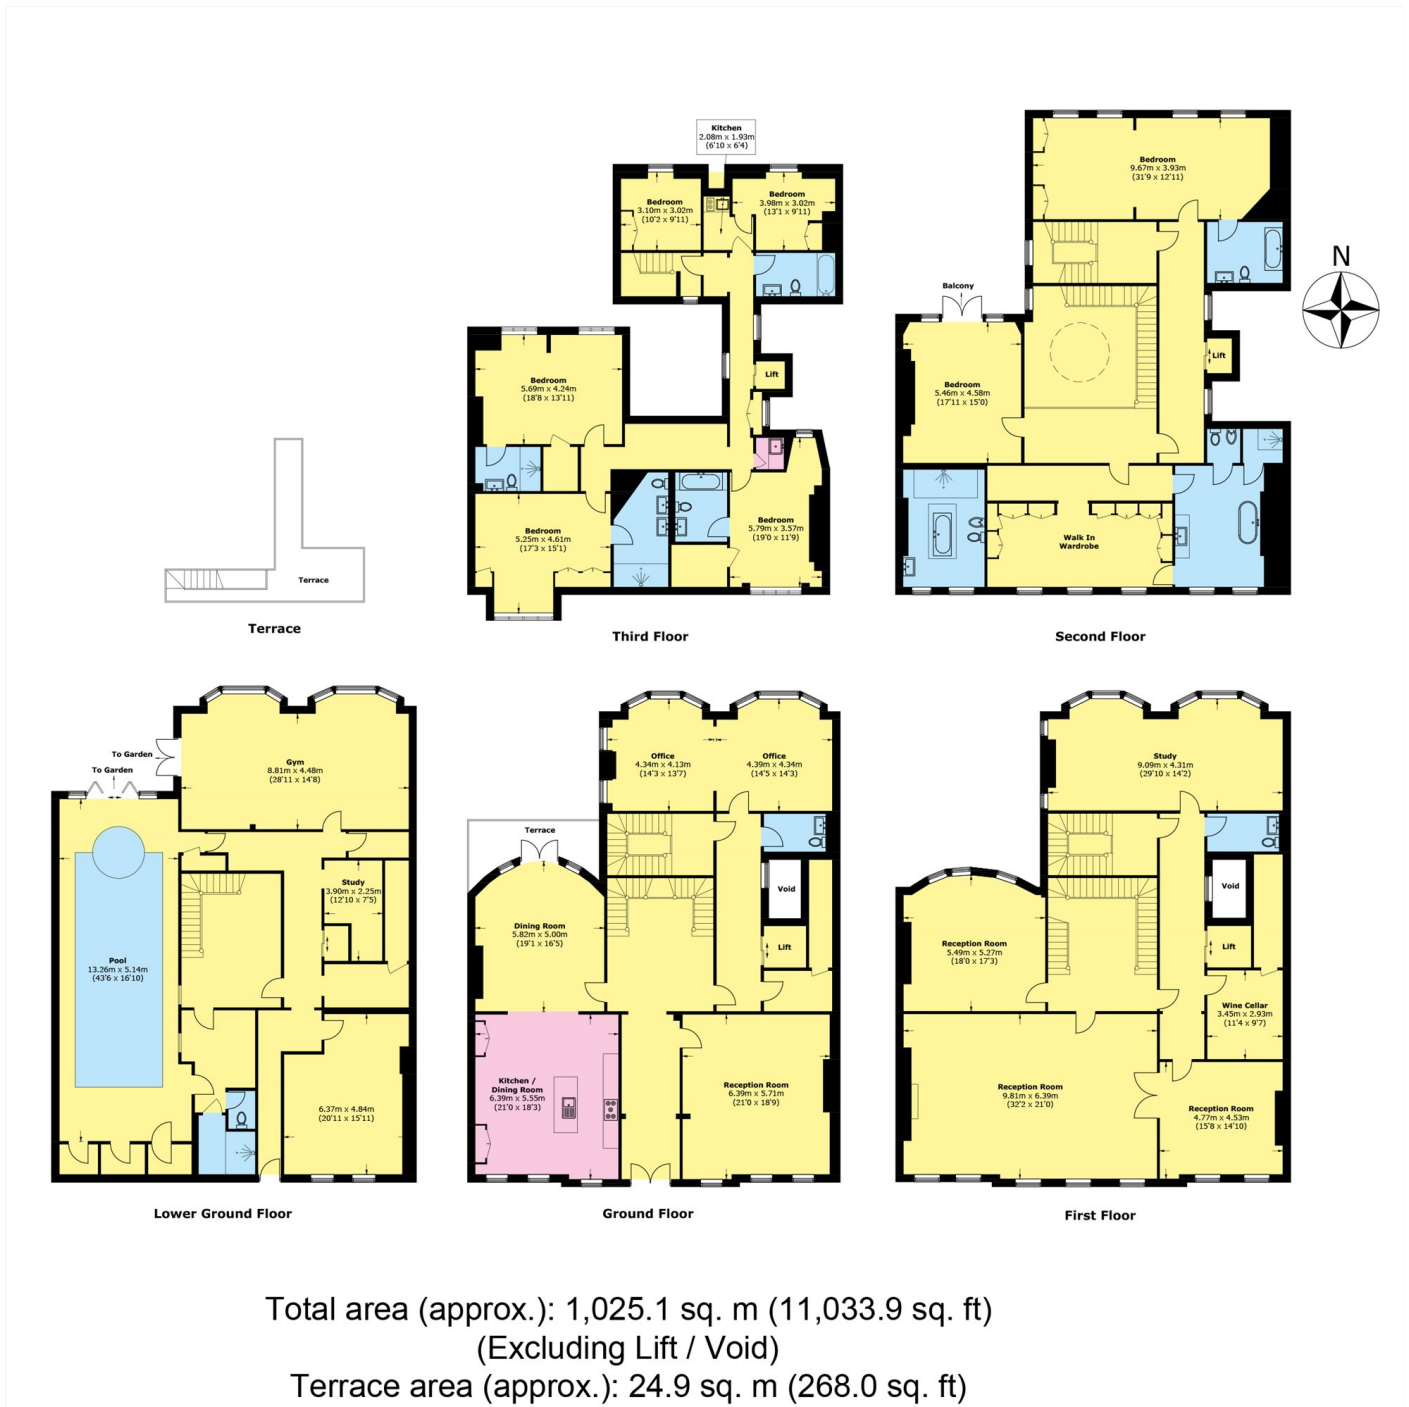 Kitchen
2.08m x 1.93m
(6'10 x 6'4)
Bedroom
3.10m x 3.02m
(10'2 x 9'11)
Bedroom
3.98m x 3.02m
(13'1 x 9'11)
Lift
Bedroom
5.69m x 4.24m
(18'8 x 13'11)
Bedroom
5.25m x 4.61m
(17'3 x 15'1)
Bedroom
5.79m x 3.57m
(19'0 x 11'9)
Third Floor
Bedroom
9.67m x 3.93m
(31'9 x 12'11)
Balcony
Lift
Bedroom
5.46m x 4.58m
(17'11 x 15'0)
Walk In
Wardrobe
Second Floor
N
Terrace
Terrace
To Garden
To Garden
Gym
8.81m x 4.48m
(28'11 x 14'8)
Study
3.90m x 2.25m
(12'10 x 7'5)
Pool
13.26m x 5.14m
(43'6 x 16'10)
6.37m x 4.84m
(20'11 x 15'11)
Lower Ground Floor
Office
4.34m x 4.13m
(14'3 x 13'7)
Office
4.39m x 4.34m
(14'5 x 14'3)
Terrace
Void
Dining Room
5.82m x 5.00m
(19'1 x 16'5)
Lift
Kitchen /
Dining Room
6.39m x 5.55m
(21'0 x 18'3)
Reception Room
6.39m x 5.71m
(21'0 x 18'9)
Ground Floor
Study
9.09m x 4.31m
(29'10 x 14'2)
Void
Reception Room
5.49m x 5.27m
(18'0 x 17'3)
Lift
Wine Cellar
3.45m x 2.93m
(11'4 x 9'7)
Reception Room
9.81m x 6.39m
(32'2 x 21'0)
Reception Room
4.77m x 4.53m
(15'8 x 14'10)
First Floor
Total area (approx.): 1,025.1 sq. m (11,033.9 sq. ft)
(Excluding Lift / Void)
Terrace area (approx.): 24.9 sq. m (268.0 sq. ft)